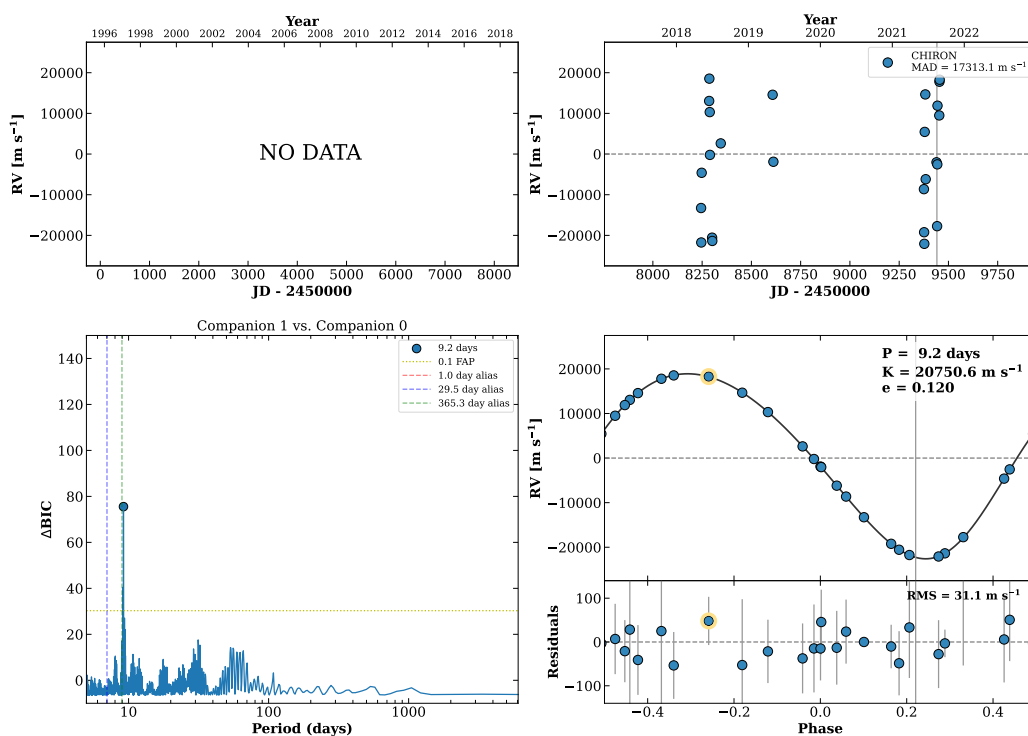 Year
1996 1998 2000 2002 2003 2006 2008 2010 2012 2013 2016 2018
20000
10000
0
−10000
−20000
RV [m s⁻¹]
NO DATA
0 1000 2000 3000 4000 5000 6000 7000 8000
JD - 2450000
Year
2018 2019 2020 2021 2022
20000
10000
0
−10000
−20000
RV [m s⁻¹]
CHIRON
MAD = 17313.1 m s⁻¹
8000 8250 8500 8750 9000 9250 9500 9750
JD - 2450000
Companion 1 vs. Companion 0
140
120
100
80
60
40
20
0
ΔBIC
9.2 days
0.1 FAP
1.0 day alias
29.5 day alias
365.3 day alias
10 100 1000
Period (days)
20000
10000
0
−10000
−20000
RV [m s⁻¹]
P = 9.2 days
K = 20750.6 m s⁻¹
e = 0.120
100
0
−100
Residuals
RMS = 31.1 m s⁻¹
−0.4 −0.2 0.0 0.2 0.4
Phase